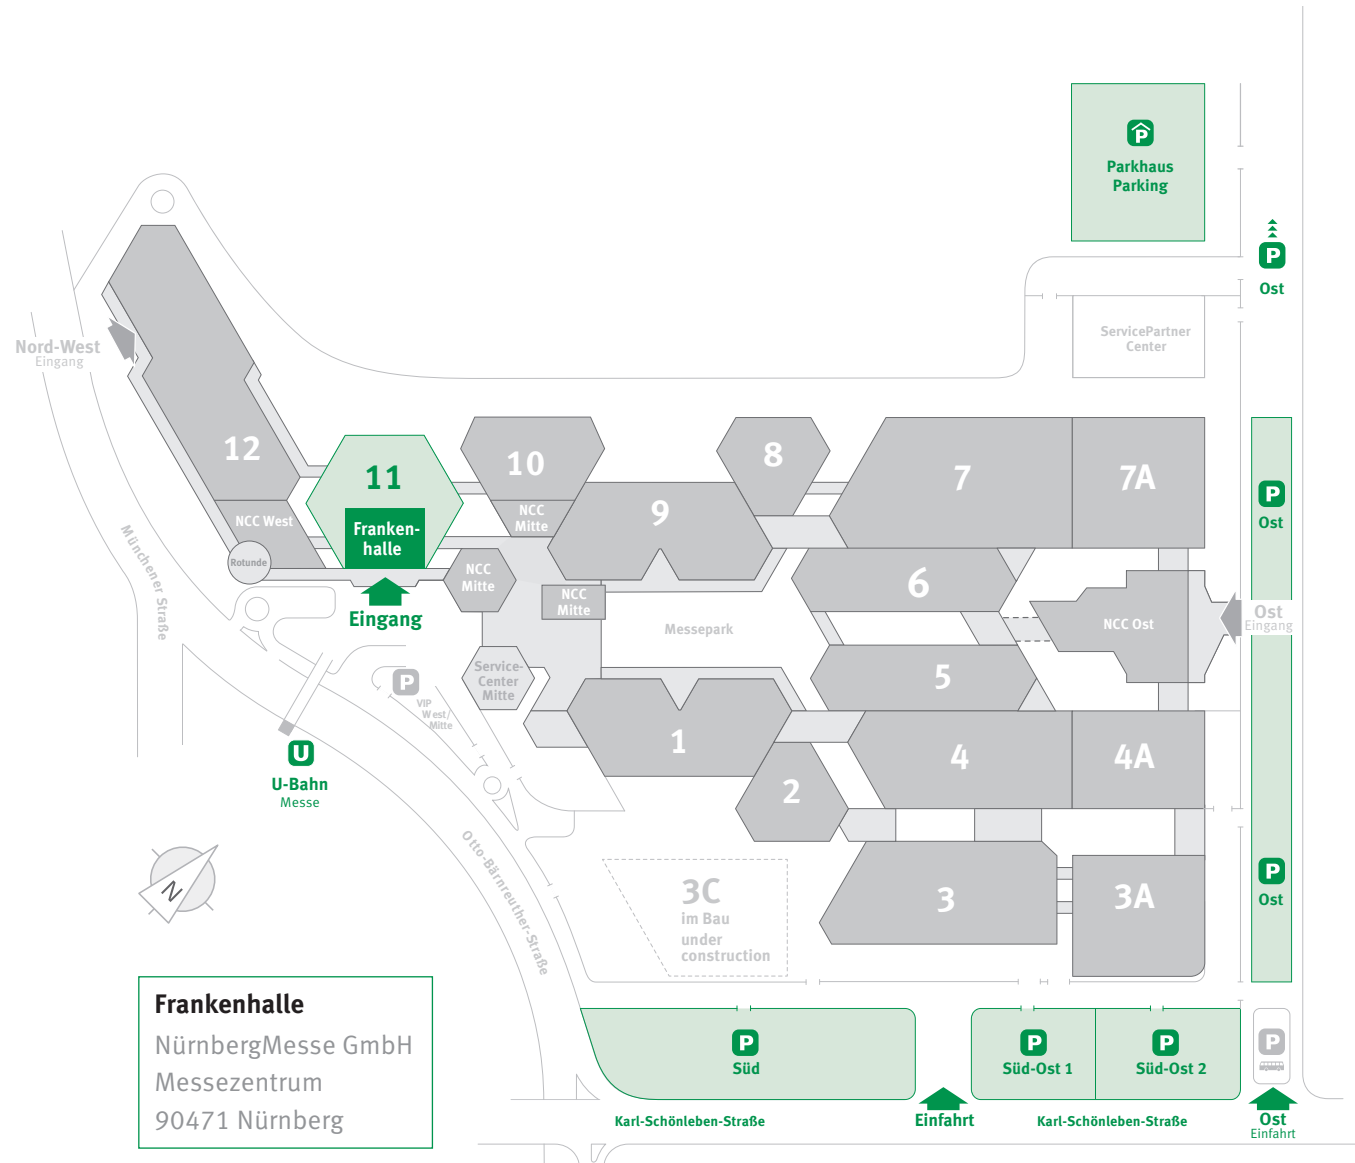 P
Parkhaus
Parking
P
Ost
ServicePartner
Center
Nord-West
Eingang
12
11
10
8
7
7A
9
NCC West
NCC
Mitte
Franken-
halle
Rotunde
NCC
Mitte
NCC
Mitte
Eingang
6
P
Ost
Messepark
NCC Ost
Ost
Eingang
Münchener Straße
Service-
Center
Mitte
5
P
VIP
West/
Mitte
1
2
4
4A
U
U-Bahn
Messe
Otto-Bärnreuther-Straße
N
3C
im Bau
under
construction
3
3A
P
Ost
Frankenhalle
NürnbergMesse GmbH
Messezentrum
90471 Nürnberg
P
Süd
P
Süd-Ost 1
P
Süd-Ost 2
P
Karl-Schönleben-Straße
Einfahrt
Karl-Schönleben-Straße
Ost
Einfahrt